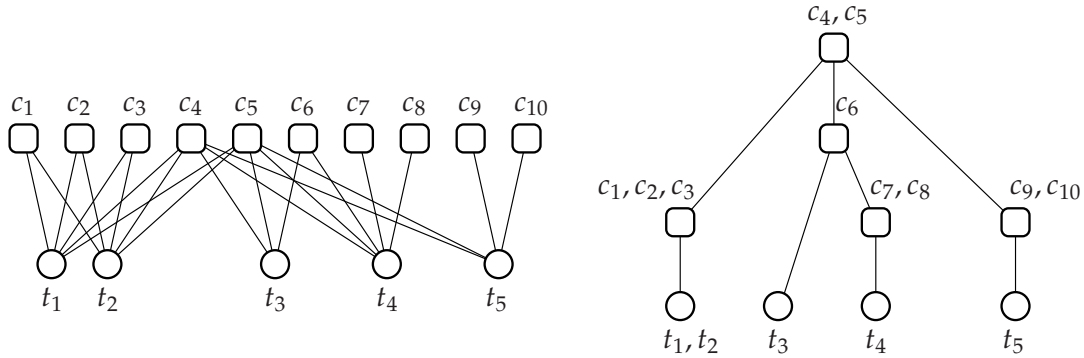 c₁ c₂ c₃ c₄ c₅ c₆ c₇ c₈ c₉ c₁₀
t₁ t₂ t₃ t₄ t₅
c₄, c₅
c₆
c₁, c₂, c₃ c₇, c₈ c₉, c₁₀
t₁, t₂ t₃ t₄ t₅